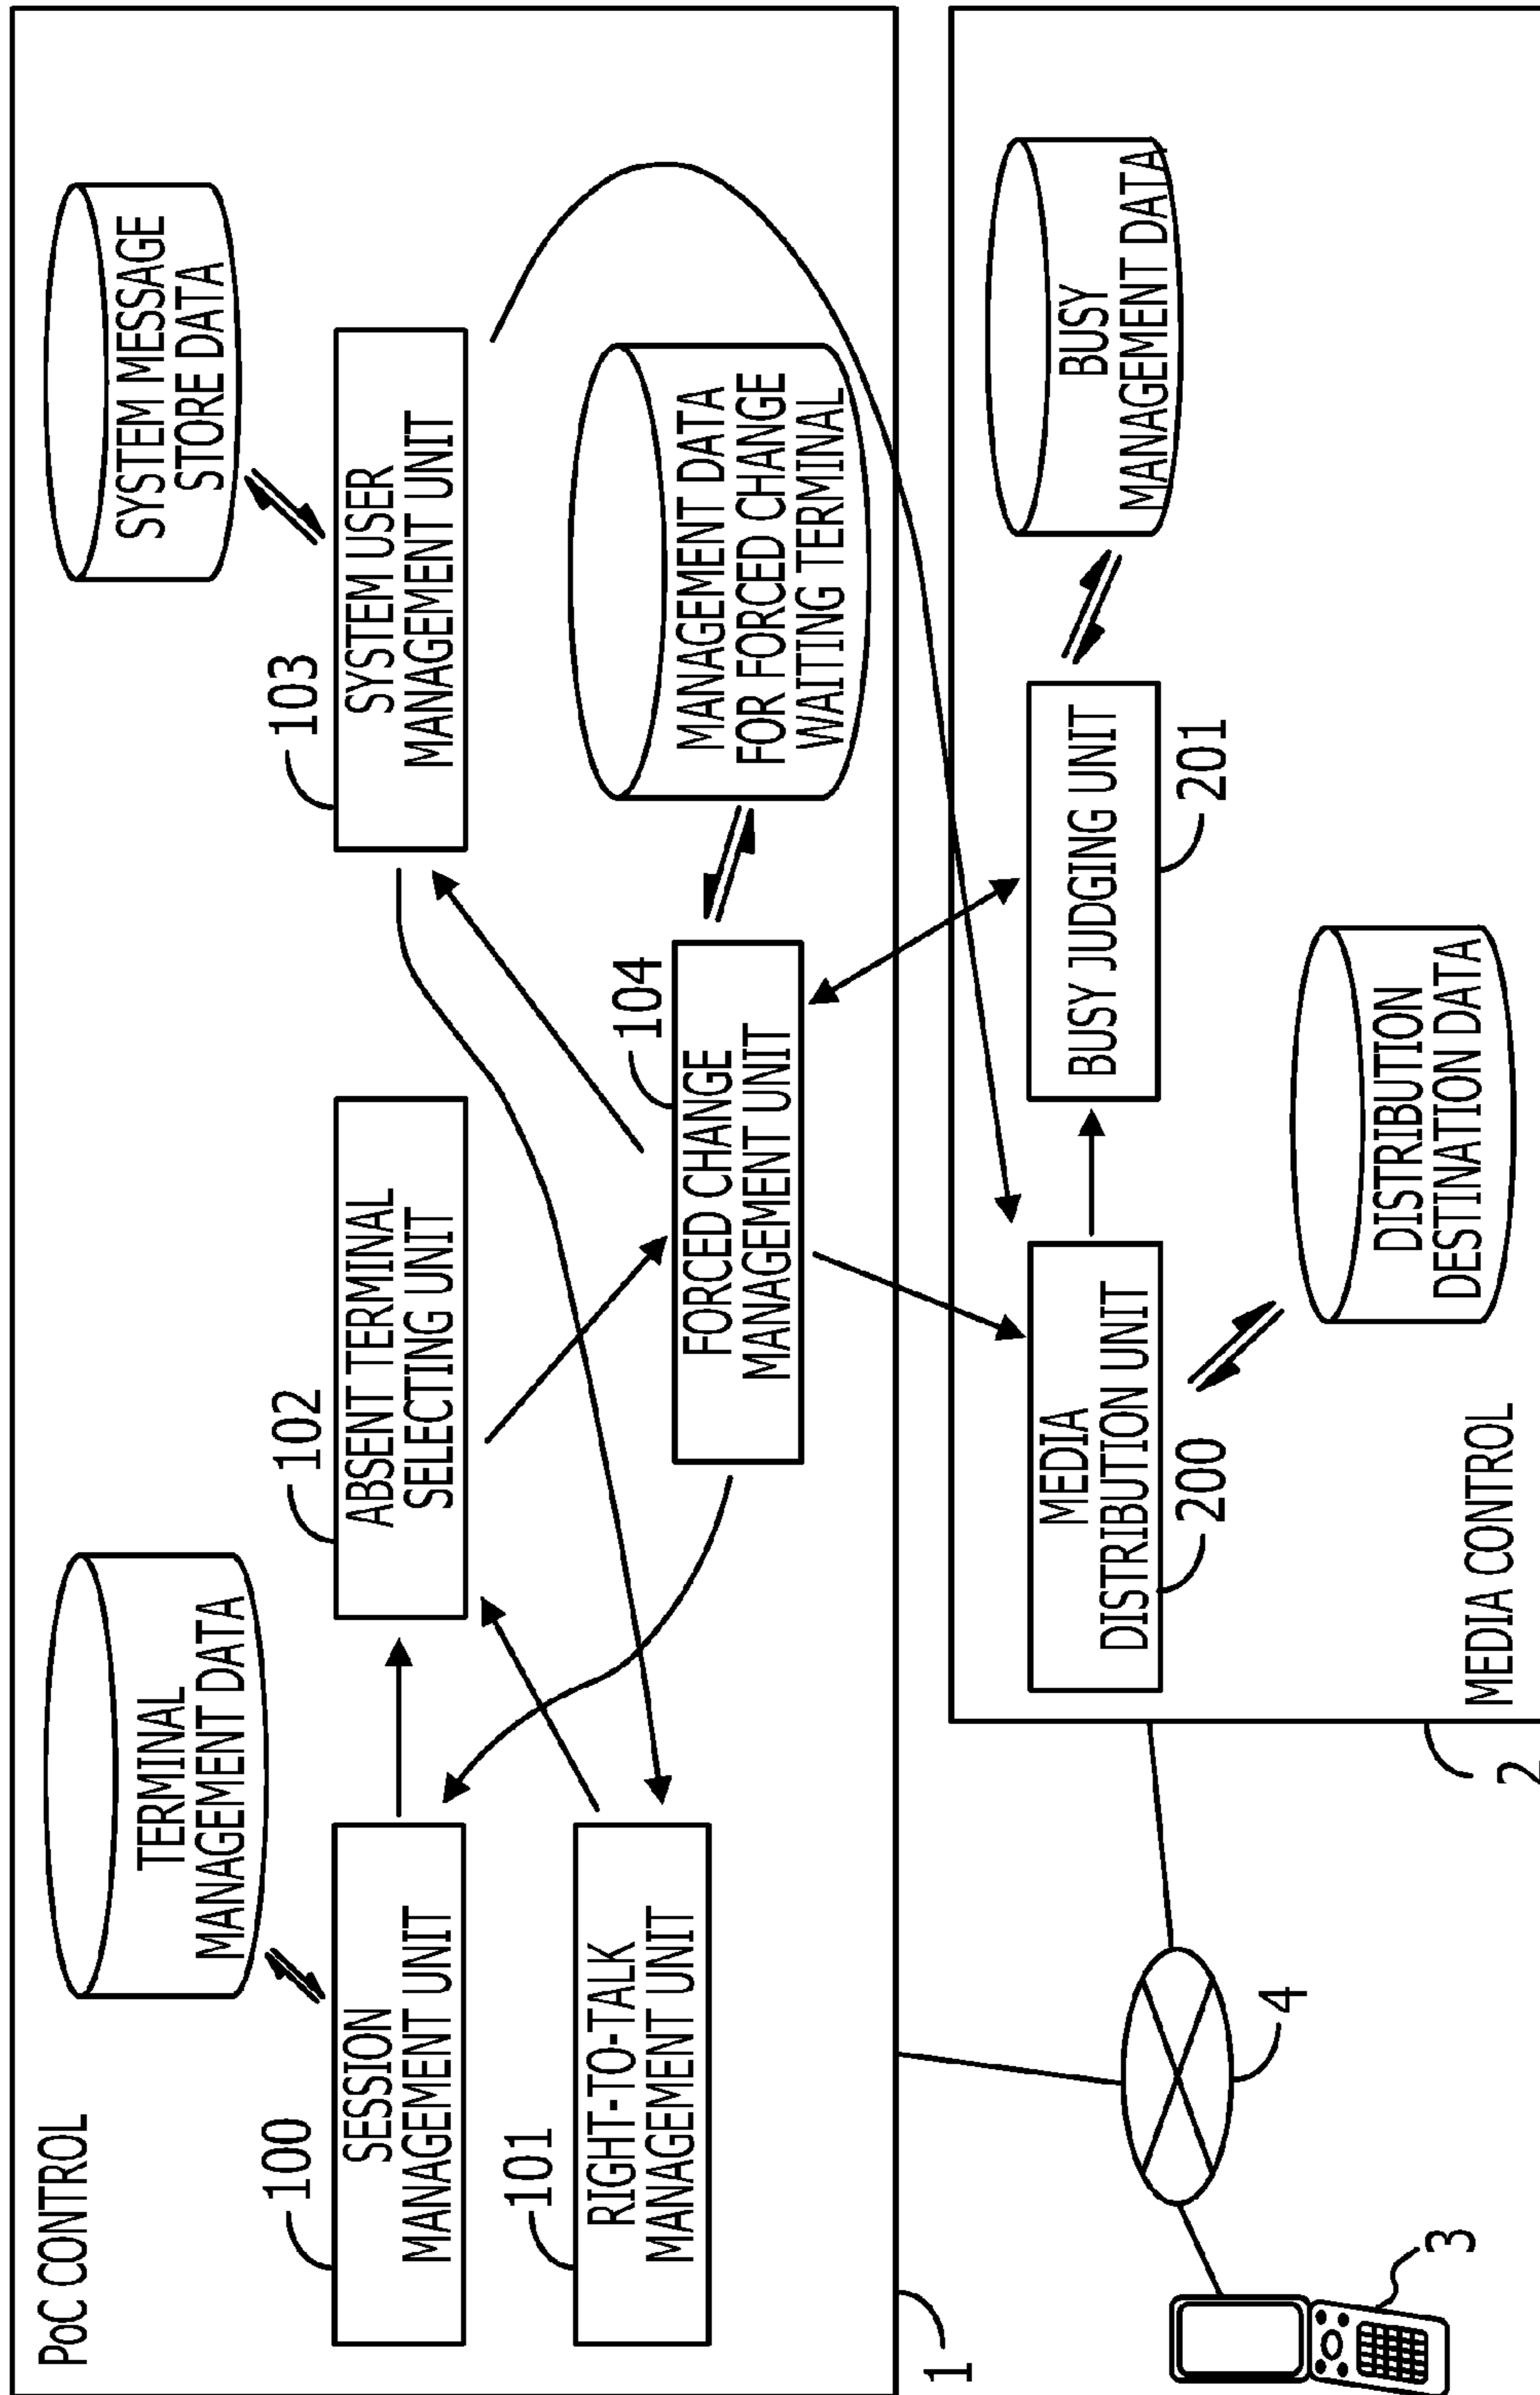 PoC CONTROL
TERMINAL
MANAGEMENT DATA
SYSTEM MESSAGE
STORE DATA
100
SESSION
MANAGEMENT UNIT
102
ABSENT TERMINAL
SELECTING UNIT
103
SYSTEM USER
MANAGEMENT UNIT
101
RIGHT-TO-TALK
MANAGEMENT UNIT
104
FORCED CHANGE
MANAGEMENT UNIT
MANAGEMENT DATA
FOR FORCED CHANGE
WAITING TERMINAL
1
MEDIA
DISTRIBUTION UNIT
200
BUSY JUDGING UNIT
201
BUSY
MANAGEMENT DATA
DISTRIBUTION
DESTINATION DATA
MEDIA CONTROL
2
3
4